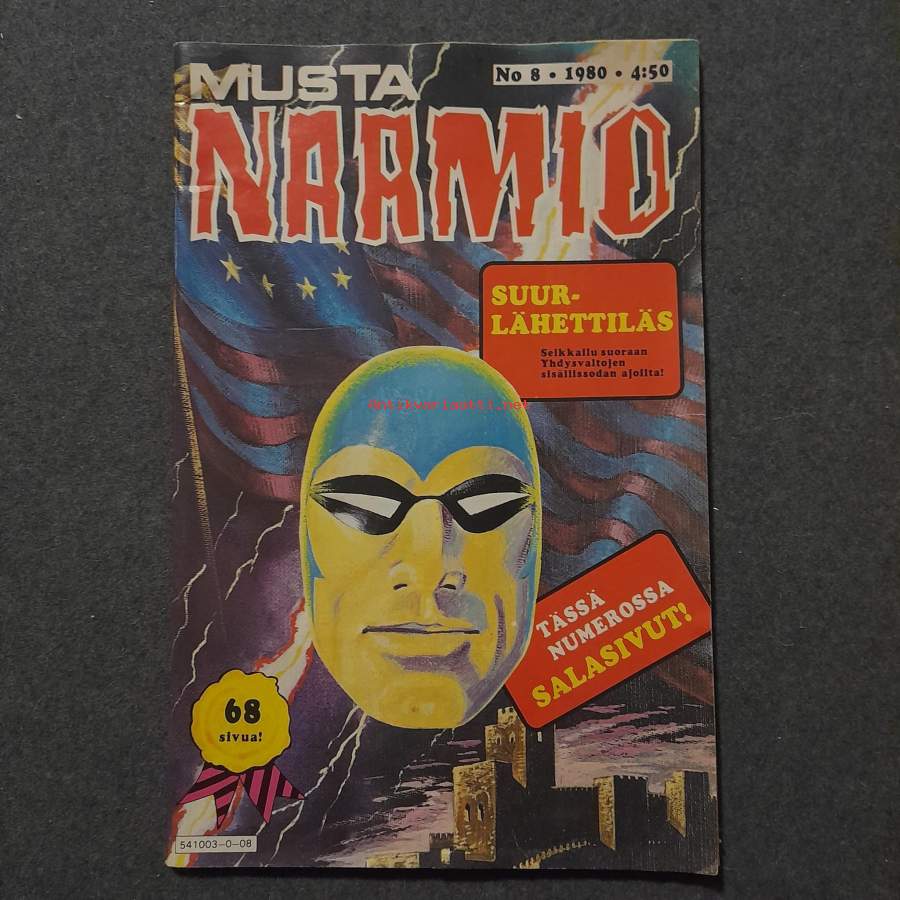 MUSTA
No 8 • 1980 • 4:50
NAAMIO
SUUR-
LÄHETTILÄS
Seikkailu suoraan
Yhdysvaltojen
sisällissodan ajoilta!
Antikvariaatti.net
TÄSSÄ
NUMEROSSA
SALASIVUT!
68
sivua!
541003-0-08